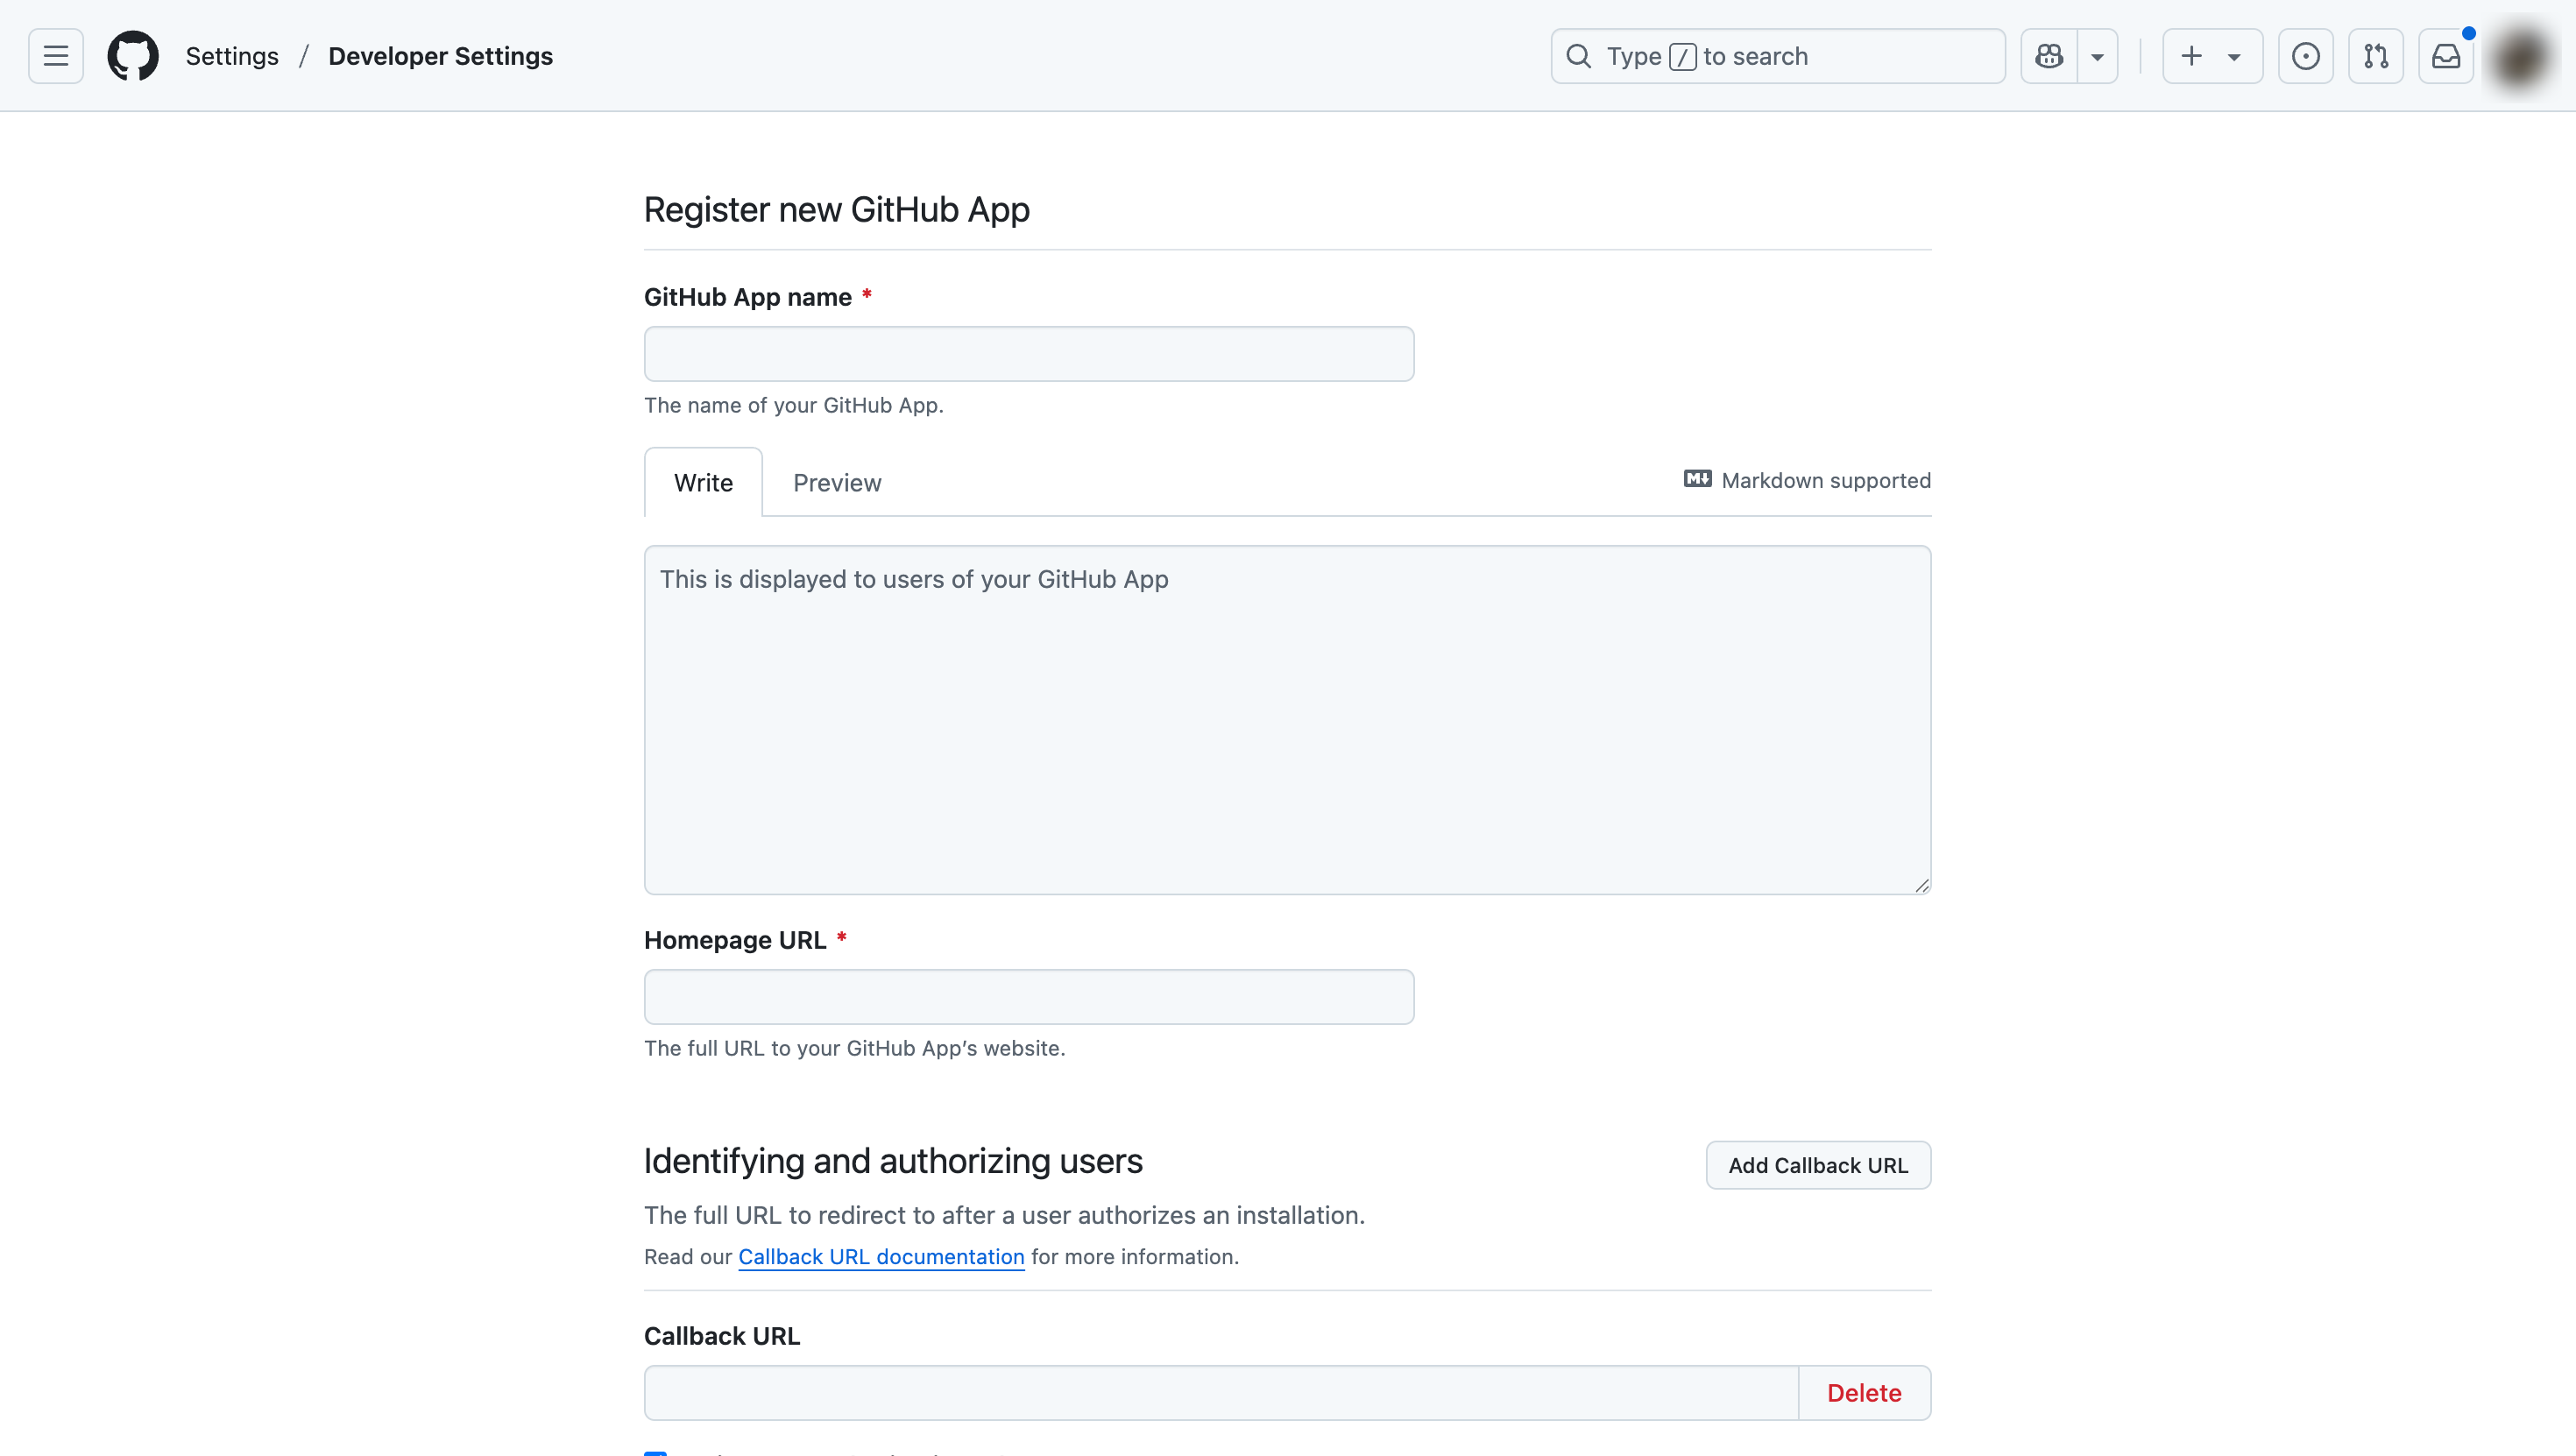 Settings / Developer Settings
Type / to search
Register new GitHub App
GitHub App name *
The name of your GitHub App.
Write Preview
Markdown supported
This is displayed to users of your GitHub App
Homepage URL *
The full URL to your GitHub App’s website.
Identifying and authorizing users
Add Callback URL
The full URL to redirect to after a user authorizes an installation.
Read our Callback URL documentation for more information.
Callback URL
Delete